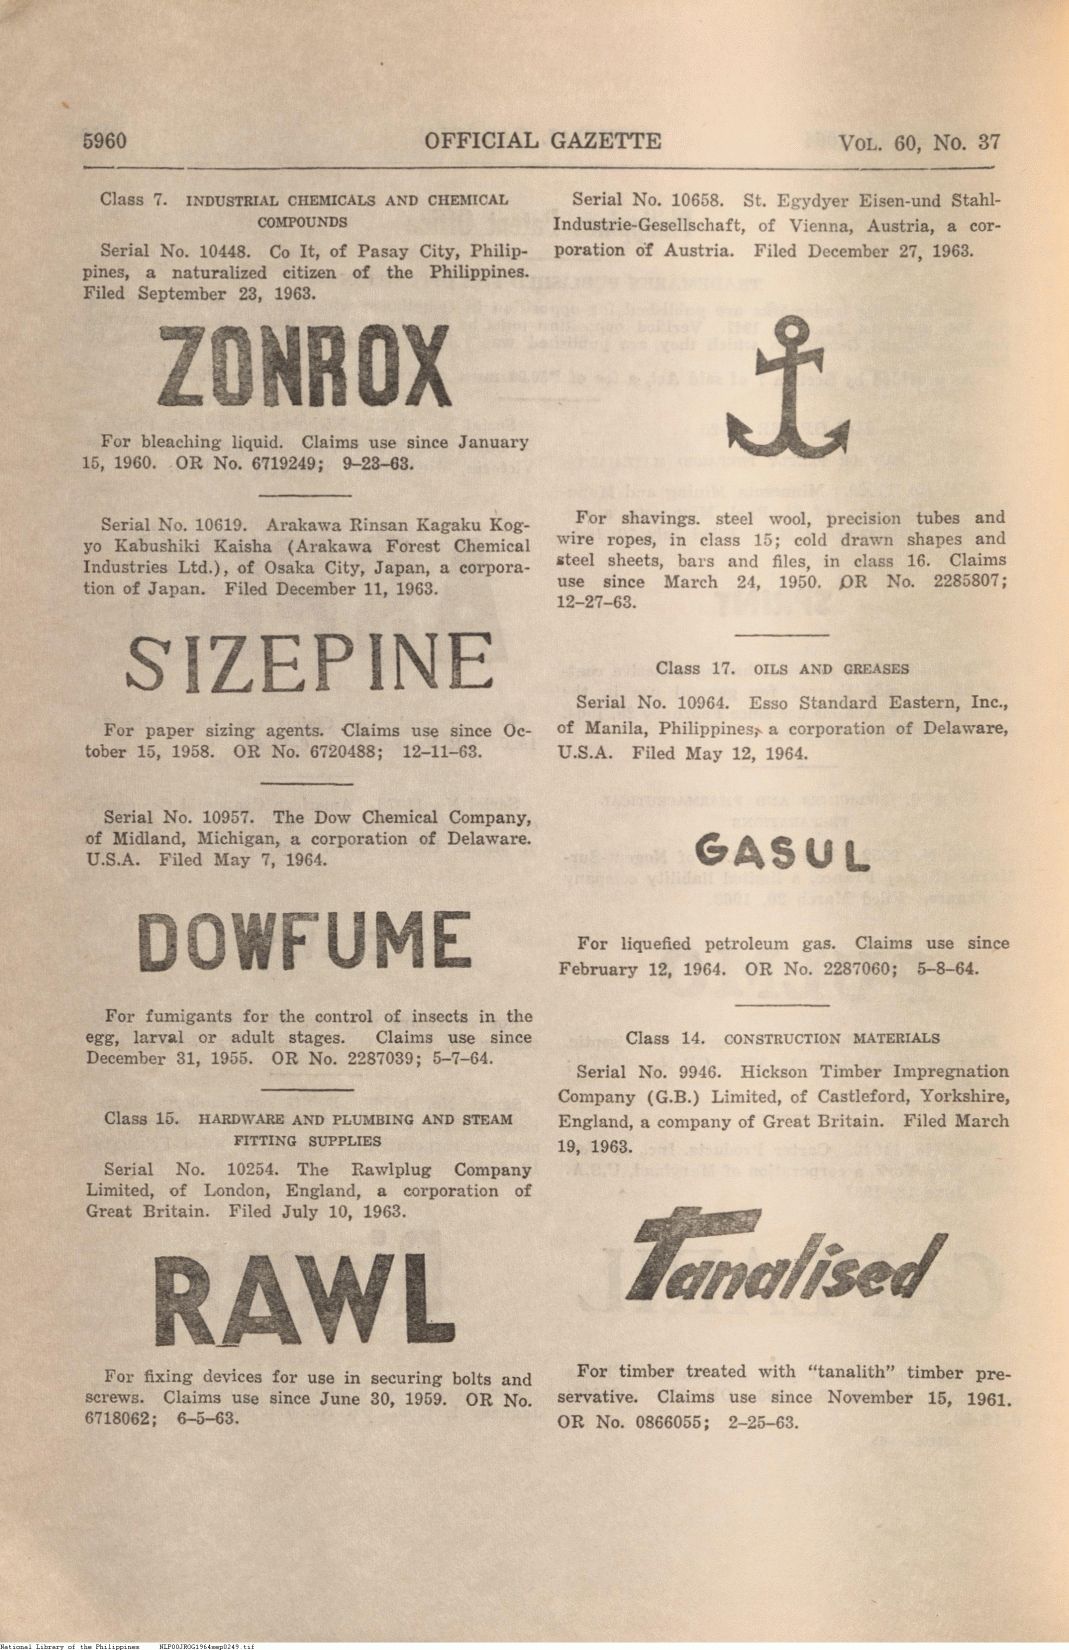 5960
OFFICIAL GAZETTE
VOL. 60, No. 37
Class 7. INDUSTRIAL CHEMICALS AND CHEMICAL
COMPOUNDS
Serial No. 10448. Co It, of Pasay City, Philip-
pines, a naturalized citizen of the Philippines.
Filed September 23, 1963.
ZONROX
For bleaching liquid. Claims use since January
15, 1960. OR No. 6719249; 9–23–63.
Serial No. 10619. Arakawa Rinsan Kagaku Kog-
yo Kabushiki Kaisha (Arakawa Forest Chemical
Industries Ltd.), of Osaka City, Japan, a corpora-
tion of Japan. Filed December 11, 1963.
SIZEPINE
For paper sizing agents. Claims use since Oc-
tober 15, 1958. OR No. 6720488; 12–11–63.
Serial No. 10957. The Dow Chemical Company,
of Midland, Michigan, a corporation of Delaware.
U.S.A. Filed May 7, 1964.
DOWFUME
For fumigants for the control of insects in the
egg, larval or adult stages. Claims use since
December 31, 1955. OR No. 2287039; 5–7–64.
Class 15. HARDWARE AND PLUMBING AND STEAM
FITTING SUPPLIES
Serial No. 10254. The Rawlplug Company
Limited, of London, England, a corporation of
Great Britain. Filed July 10, 1963.
RAWL
For fixing devices for use in securing bolts and
screws. Claims use since June 30, 1959. OR No.
6718062; 6–5–63.
Serial No. 10658. St. Egydyer Eisen-und Stahl-
Industrie-Gesellschaft, of Vienna, Austria, a cor-
poration of Austria. Filed December 27, 1963.
For shavings. steel wool, precision tubes and
wire ropes, in class 15; cold drawn shapes and
steel sheets, bars and files, in class 16. Claims
use since March 24, 1950. OR No. 2285807;
12–27–63.
Class 17. OILS AND GREASES
Serial No. 10964. Esso Standard Eastern, Inc.,
of Manila, Philippines, a corporation of Delaware,
U.S.A. Filed May 12, 1964.
GASUL
For liquefied petroleum gas. Claims use since
February 12, 1964. OR No. 2287060; 5–8–64.
Class 14. CONSTRUCTION MATERIALS
Serial No. 9946. Hickson Timber Impregnation
Company (G.B.) Limited, of Castleford, Yorkshire,
England, a company of Great Britain. Filed March
19, 1963.
Tanalised
For timber treated with “tanalith” timber pre-
servative. Claims use since November 15, 1961.
OR No. 0866055; 2–25–63.
National Library of the Philippines NLP00JROG1964sep0249.tif